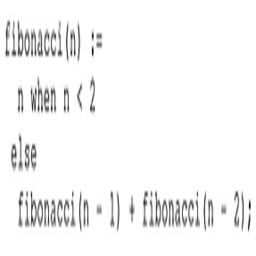 fibonacci(n) :=
n when n < 2
else
fibonacci(n - 1) + fibonacci(n - 2);